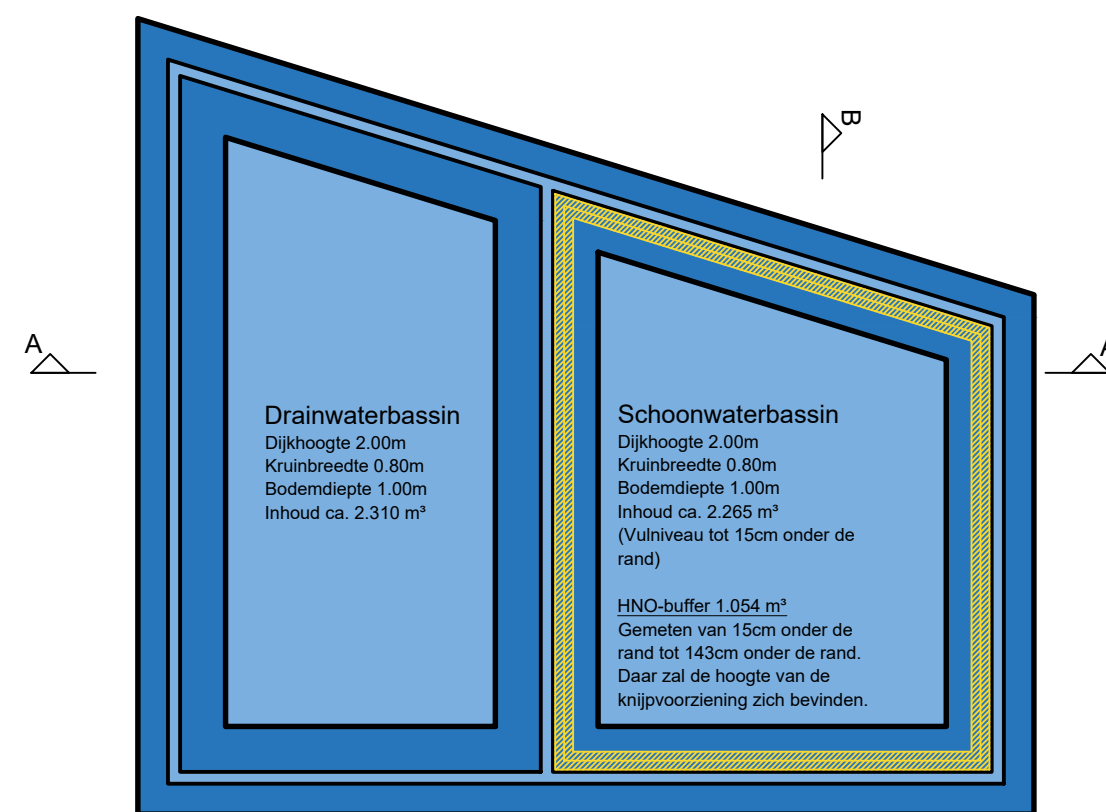 B
A
A
Drainwaterbassin
Dijkhoogte 2.00m
Kruinbreedte 0.80m
Bodemdiepte 1.00m
Inhoud ca. 2.310 m³
Schoonwaterbassin
Dijkhoogte 2.00m
Kruinbreedte 0.80m
Bodemdiepte 1.00m
Inhoud ca. 2.265 m³
(Vulniveau tot 15cm onder de
rand)
HNO-buffer 1.054 m³
Gemeten van 15cm onder de
rand tot 143cm onder de rand.
Daar zal de hoogte van de
knijpvoorziening zich bevinden.